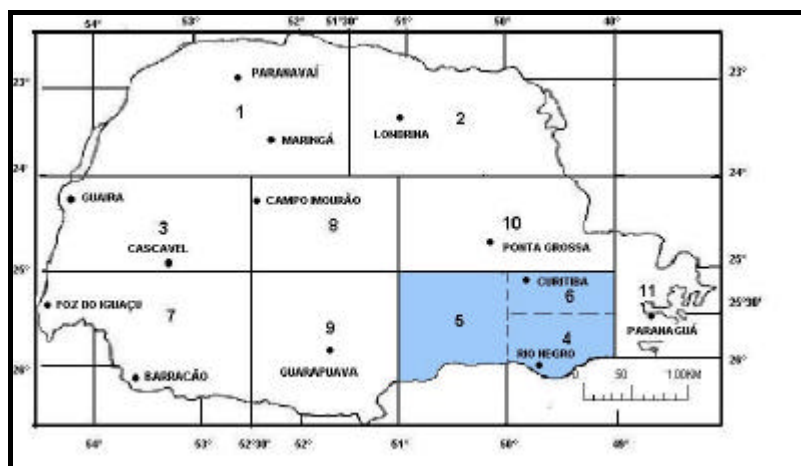 54° 53° 52° 51°30' 51° 50° 48°
23° 23°
PARANAVAÍ
1 2
LONDRINA
MARINGÁ
24° 24°
GUAIRA CAMPO IMOURÃO
3 8 10
CASCAVEL PONTA GROSSA
25° 25°
CURITIBA
11
6
FOZ DO IGUAÇU 25°30'
7 9 5 PARANAGUÁ
4
RIO NEGRO 26°
26° BARRACÃO GUARAPUAVA
0 50 100KM
54° 53° 52°30' 52° 51° 50° 49°